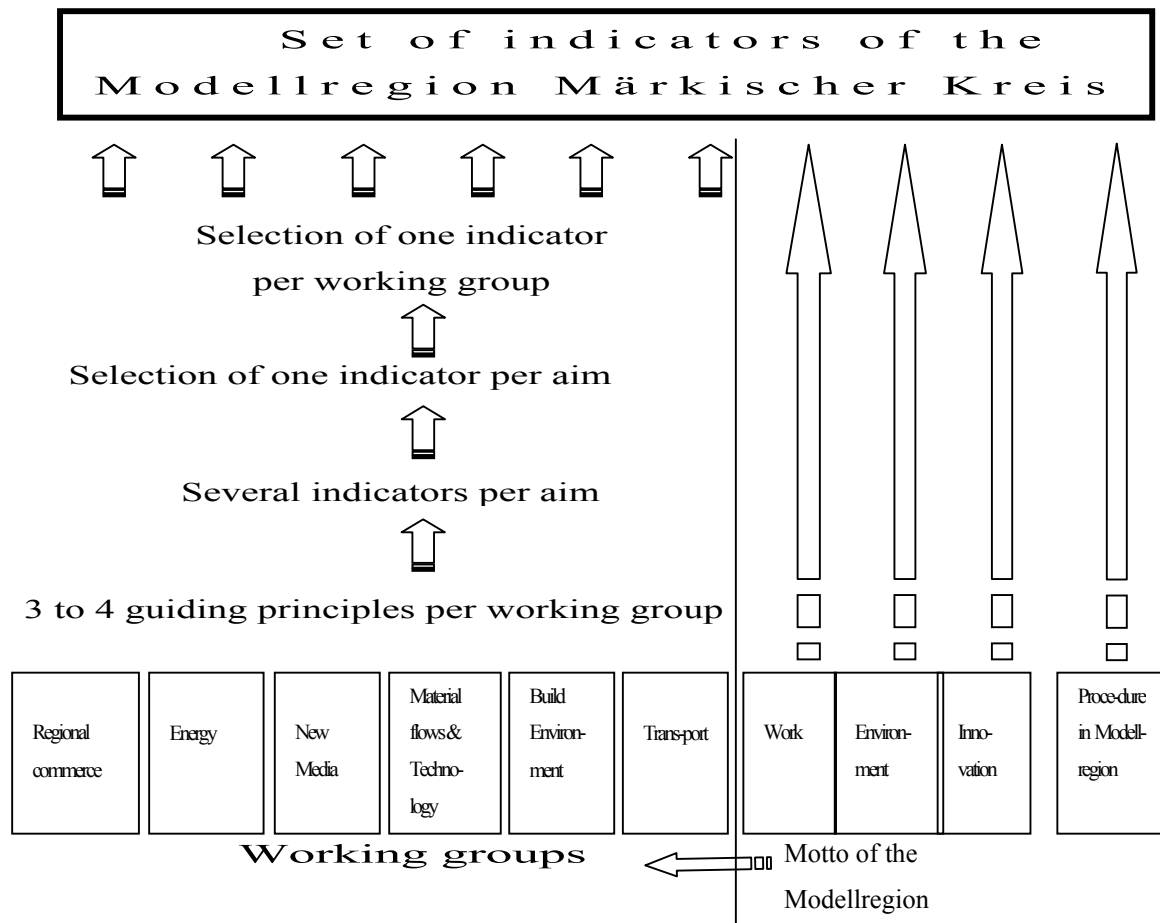 Set of indicators of the
Modellregion Märkischer Kreis
Selection of one indicator
per working group
Selection of one indicator per aim
Several indicators per aim
3 to 4 guiding principles per working group
Regional
commerce
Energy
New
Media
Material
flows &
Techno-
logy
Build
Environ-
ment
Trans-port
Work
Environ-
ment
Inno-
vation
Proce-dure
in Modell-
region
Working groups
Motto of the
Modellregion